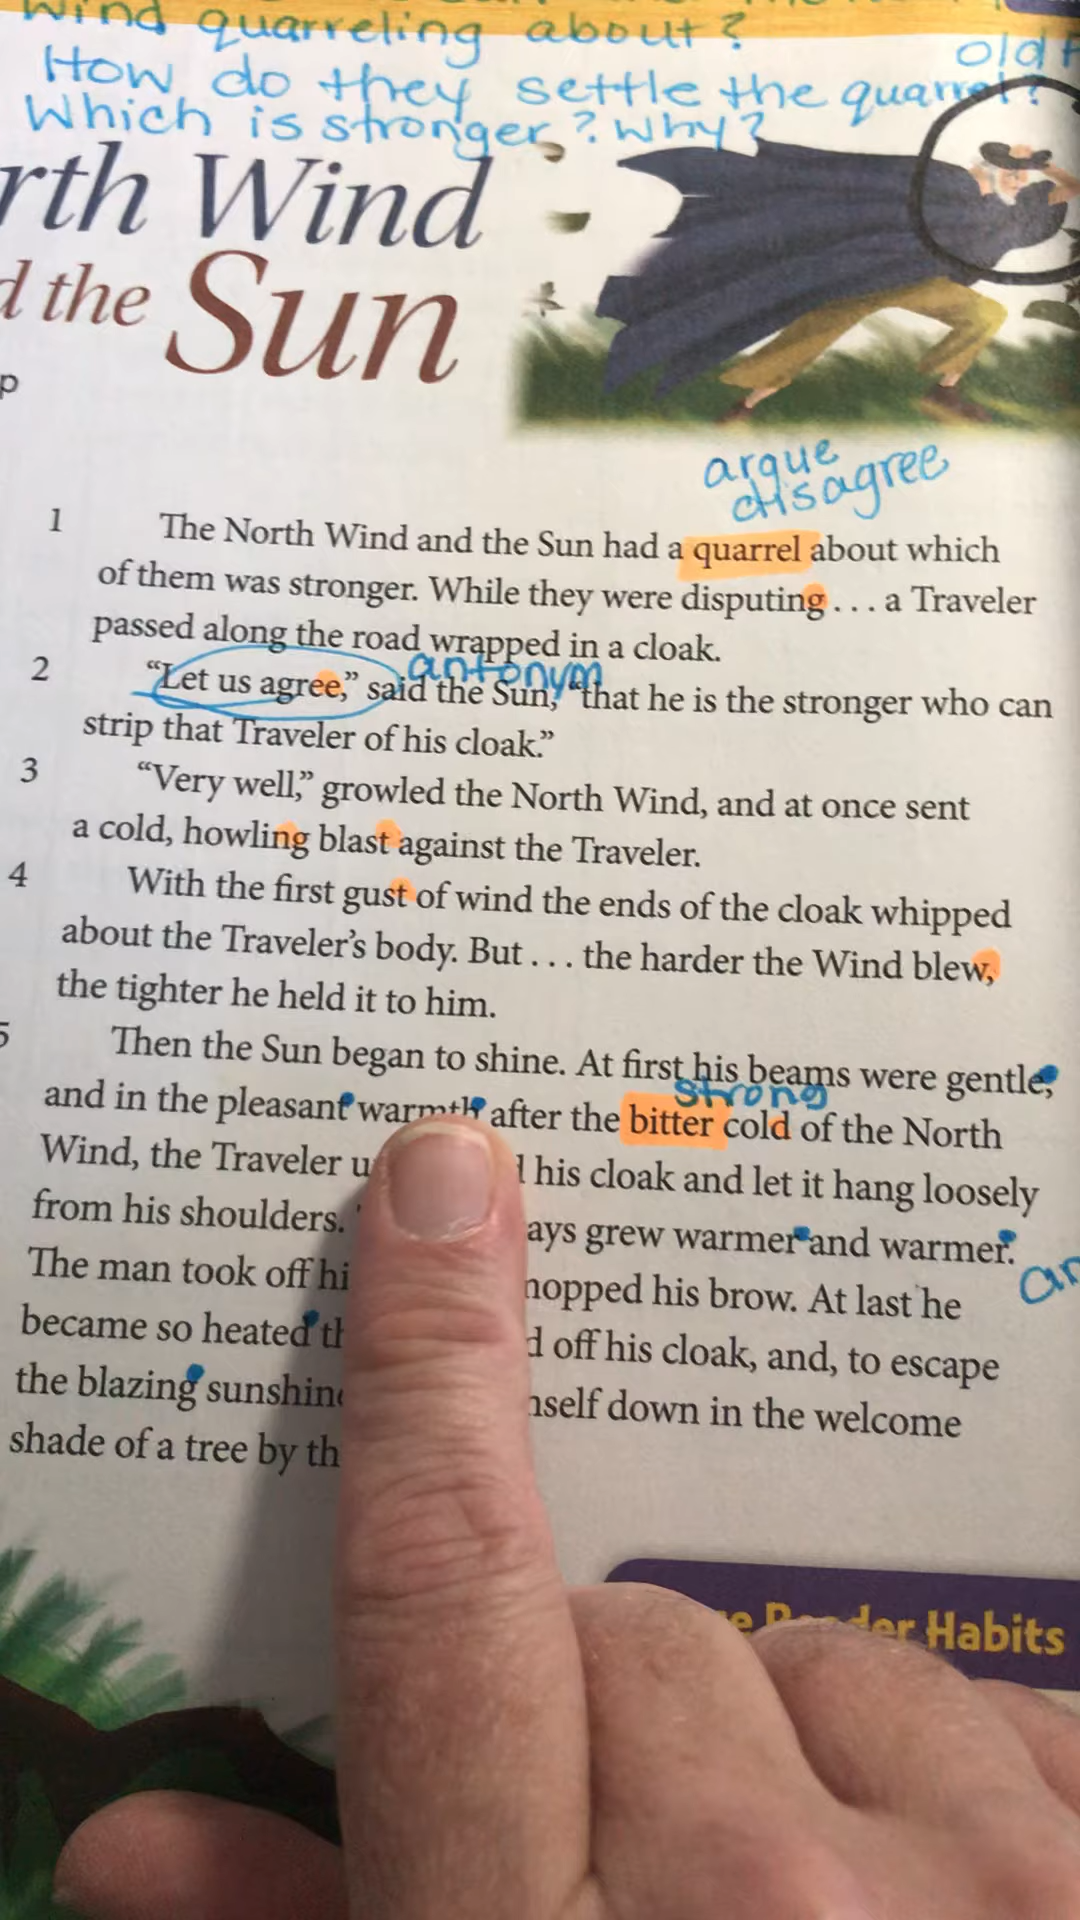 wind quarreling about?
old
How do they settle the quarrel?
Which is stronger? Why?
rth Wind
d the Sun
p
argue
disagree
1 The North Wind and the Sun had a quarrel about which
of them was stronger. While they were disputing . . . a Traveler
passed along the road wrapped in a cloak.
antonym
2 “Let us agree,” said the Sun, “that he is the stronger who can
strip that Traveler of his cloak.”
3 “Very well,” growled the North Wind, and at once sent
a cold, howling blast against the Traveler.
4 With the first gust of wind the ends of the cloak whipped
about the Traveler’s body. But . . . the harder the Wind blew,
the tighter he held it to him.
5 Then the Sun began to shine. At first his beams were gentle,
strong
and in the pleasant warmth after the bitter cold of the North
Wind, the Traveler u his cloak and let it hang loosely
from his shoulders. ays grew warmer and warmer.
The man took off hi mopped his brow. At last he
became so heated th d off his cloak, and, to escape
the blazing sunshine mself down in the welcome
shade of a tree by th
Habits